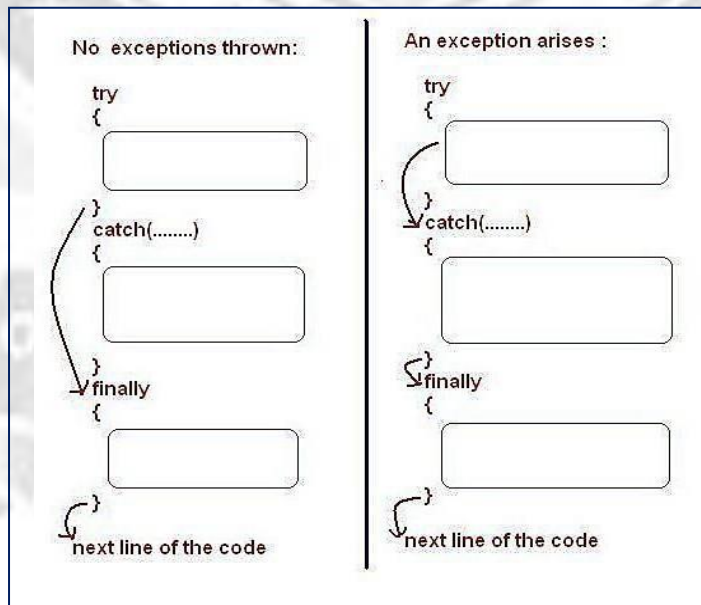 No exceptions thrown:
try
{
}
catch(........)
{
}
finally
{
}
next line of the code
An exception arises :
try
{
}
catch(........)
{
}
finally
{
}
next line of the code